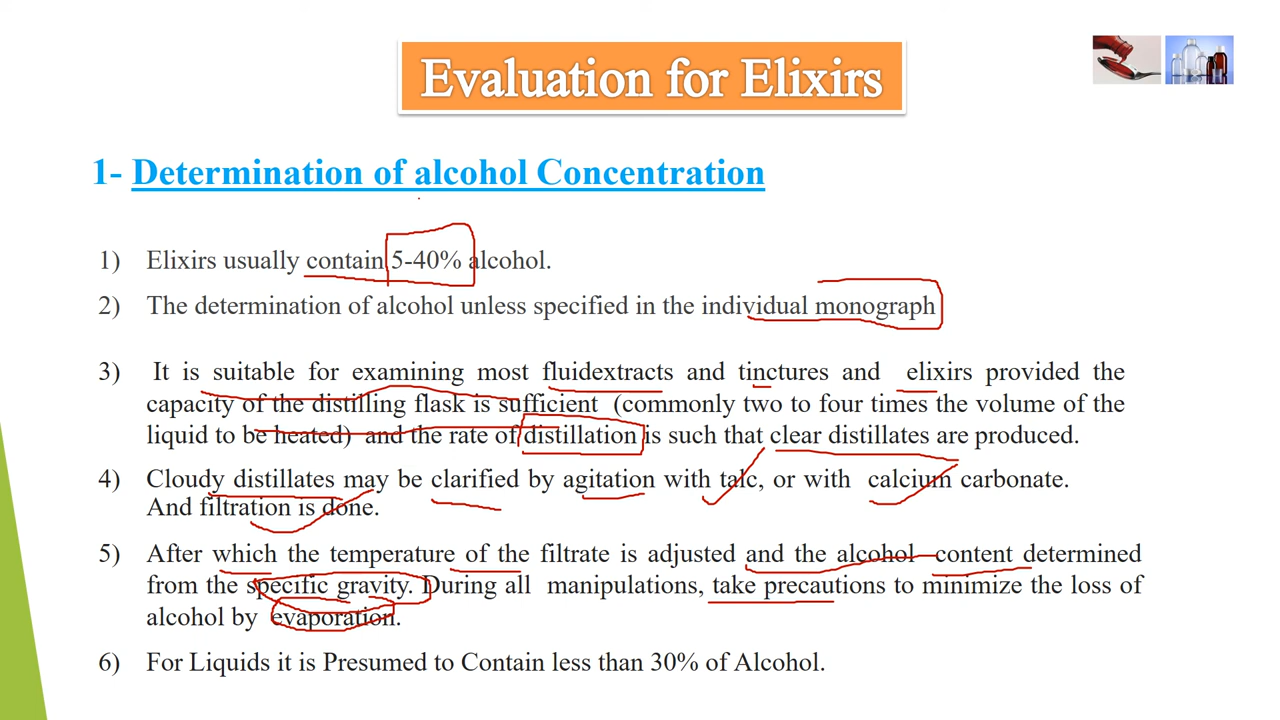 Evaluation for Elixirs
1- Determination of alcohol Concentration
1) Elixirs usually contain 5-40% alcohol.
2) The determination of alcohol unless specified in the individual monograph
3) It is suitable for examining most fluidextracts and tinctures and elixirs provided the
capacity of the distilling flask is sufficient (commonly two to four times the volume of the
liquid to be heated) and the rate of distillation is such that clear distillates are produced.
4) Cloudy distillates may be clarified by agitation with talc, or with calcium carbonate.
And filtration is done.
5) After which the temperature of the filtrate is adjusted and the alcohol content determined
from the specific gravity. During all manipulations, take precautions to minimize the loss of
alcohol by evaporation.
6) For Liquids it is Presumed to Contain less than 30% of Alcohol.